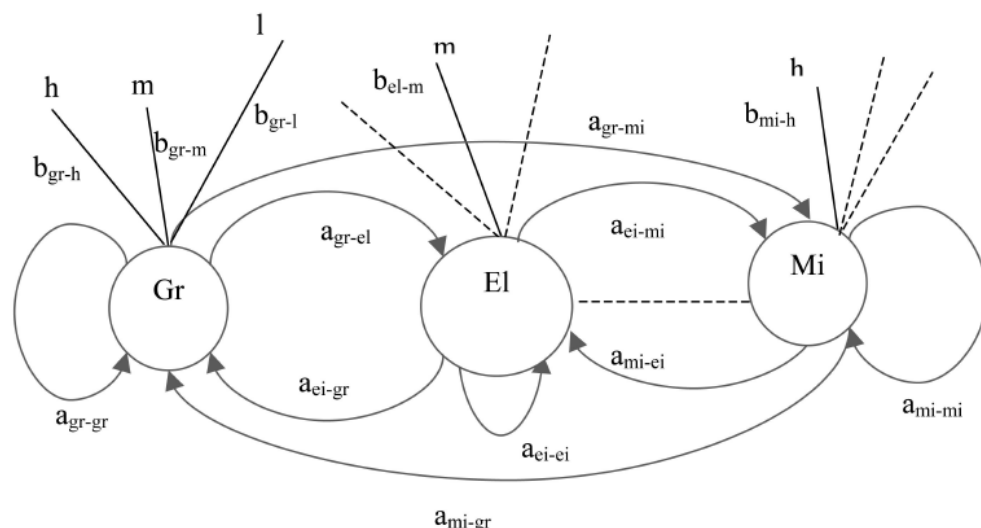 l
h
m
m
h
b_el-m
b_mi-h
b_gr-l
b_gr-m
b_gr-h
a_gr-mi
a_gr-el
a_ei-mi
Gr
El
Mi
a_ei-gr
a_mi-ei
a_gr-gr
a_mi-mi
a_ei-ei
a_mi-gr